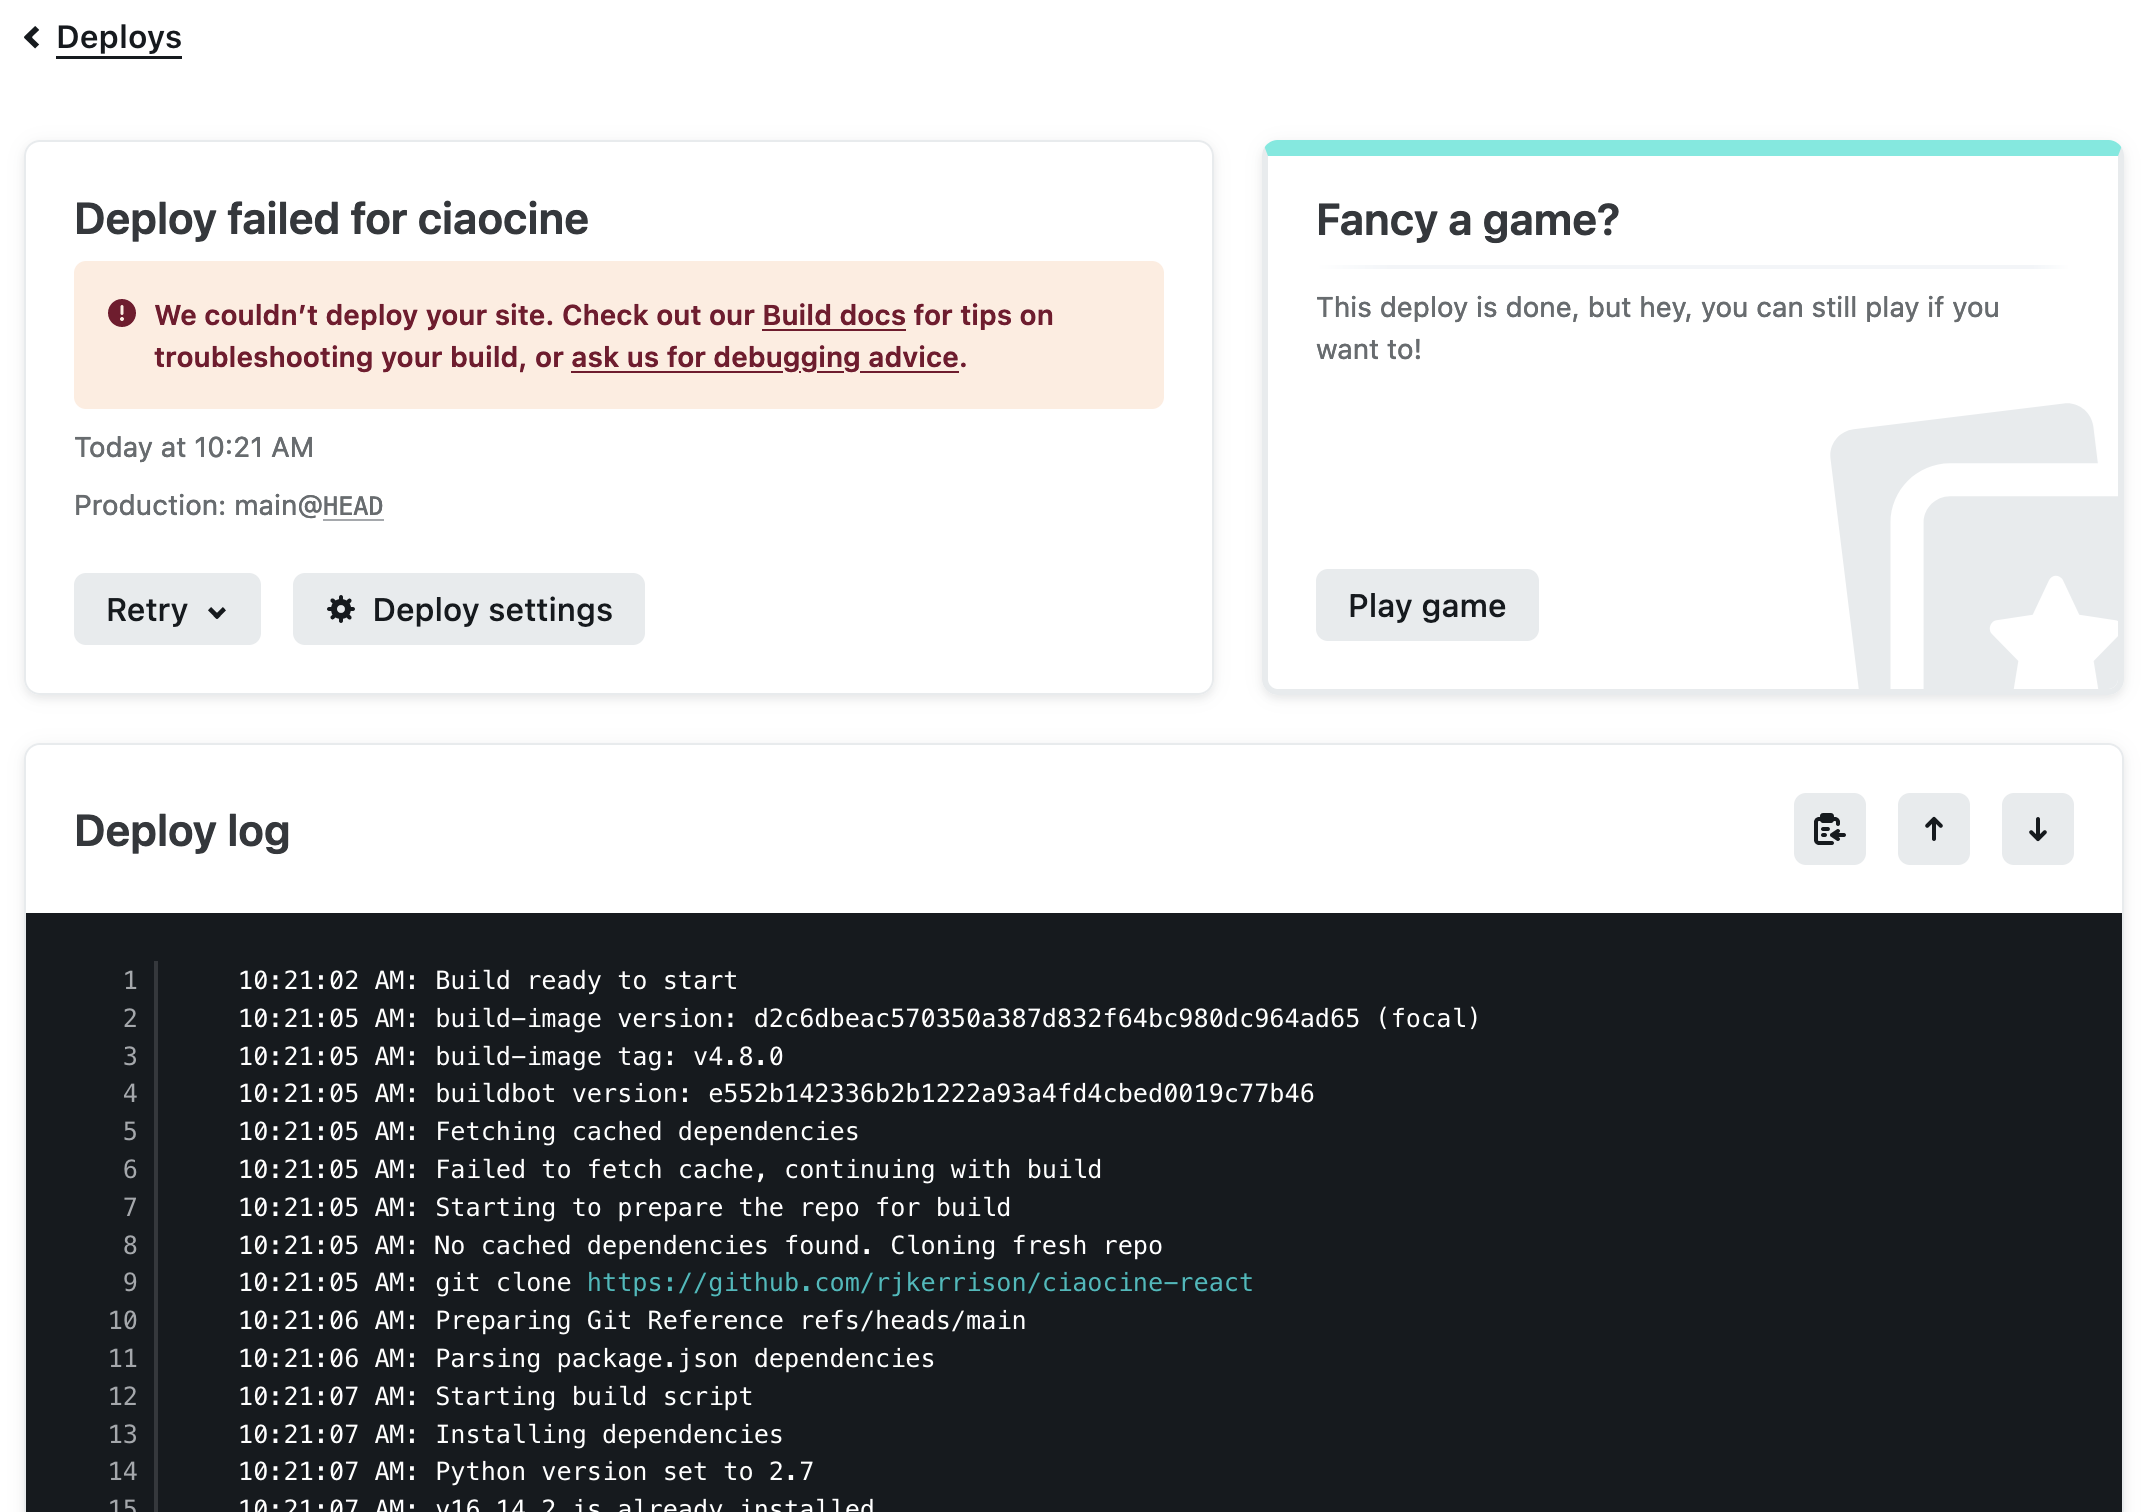 Deploys
Deploy failed for ciaocine
We couldn’t deploy your site. Check out our Build docs for tips on
troubleshooting your build, or ask us for debugging advice.
Today at 10:21 AM
Production: main@HEAD
Retry
Deploy settings
Fancy a game?
This deploy is done, but hey, you can still play if you
want to!
Play game
Deploy log
1 10:21:02 AM: Build ready to start
2 10:21:05 AM: build-image version: d2c6dbeac570350a387d832f64bc980dc964ad65 (focal)
3 10:21:05 AM: build-image tag: v4.8.0
4 10:21:05 AM: buildbot version: e552b142336b2b1222a93a4fd4cbed0019c77b46
5 10:21:05 AM: Fetching cached dependencies
6 10:21:05 AM: Failed to fetch cache, continuing with build
7 10:21:05 AM: Starting to prepare the repo for build
8 10:21:05 AM: No cached dependencies found. Cloning fresh repo
9 10:21:05 AM: git clone https://github.com/rjkerrison/ciaocine-react
10 10:21:06 AM: Preparing Git Reference refs/heads/main
11 10:21:06 AM: Parsing package.json dependencies
12 10:21:07 AM: Starting build script
13 10:21:07 AM: Installing dependencies
14 10:21:07 AM: Python version set to 2.7
15 10:21:07 AM: v16.14.2 is already installed